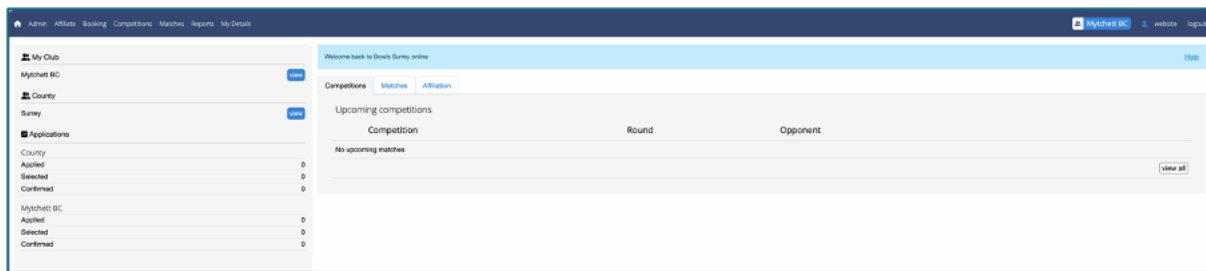 Admin Affiliate Booking Competitions Matches Reports My Details
Mytchett BC website logout
My Club
Mytchett BC view
County
Surrey view
Applications
County
Applied 0
Selected 0
Confirmed 0
Mytchett BC
Applied 0
Selected 0
Confirmed 0
Welcome back to Bowls Surrey online Help
Competitions Matches Affiliation
Upcoming competitions
Competition Round Opponent
No upcoming matches
view all